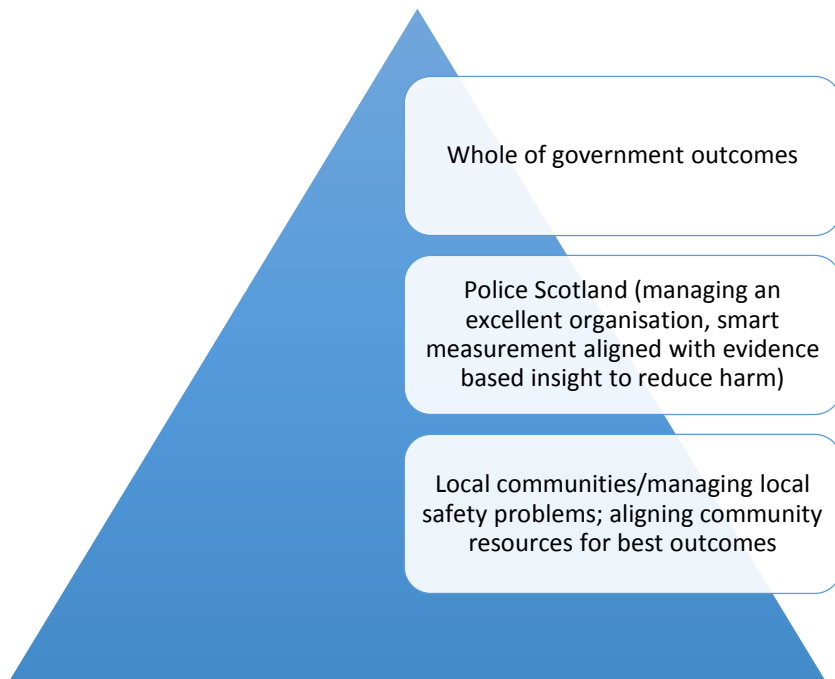 Whole of government outcomes
Police Scotland (managing an
excellent organisation, smart
measurement aligned with evidence
based insight to reduce harm)
Local communities/managing local
safety problems; aligning community
resources for best outcomes